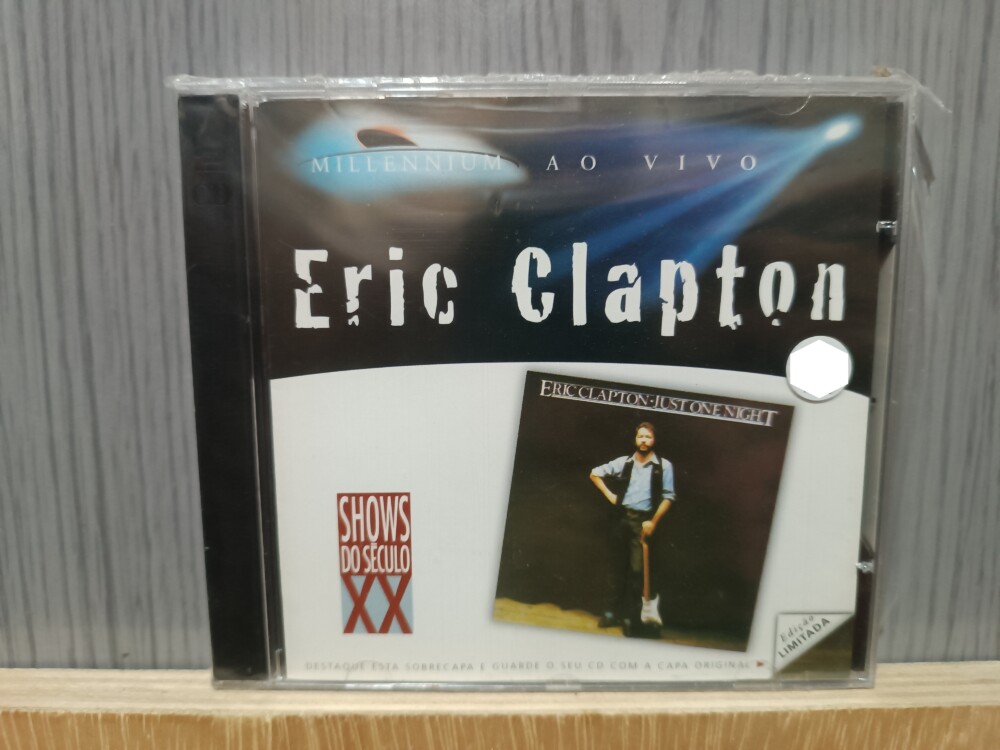 MILLENNIUM AO VIVO
Eric Clapton
ERIC CLAPTON·JUST ONE NIGHT
SHOWS
DO SÉCULO
XX
Edição
LIMITADA
DESTAQUE ESTA SOBRECAPA E GUARDE O SEU CD COM A CAPA ORIGINAL